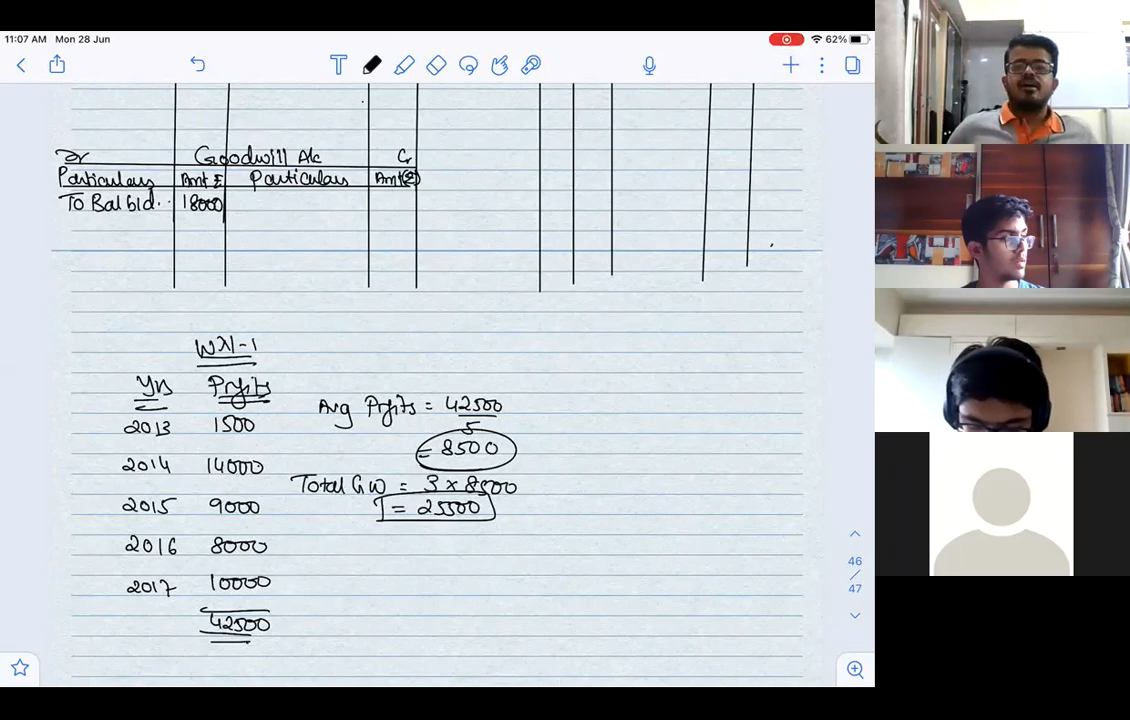 11:07 AM Mon 28 Jun
62%
T
Dr Goodwill A/c Cr
Particulars Amt ₹ Particulars Amt(₹)
To Bal b/d.. 18000
W N-1
Yrs Profits
2013 1500
2014 14000
2015 9000
2016 8000
2017 10000
42500
Avg Profits = 42500
5
= 8500
Total GW = 3 x 8500
= 25500
46
/
47